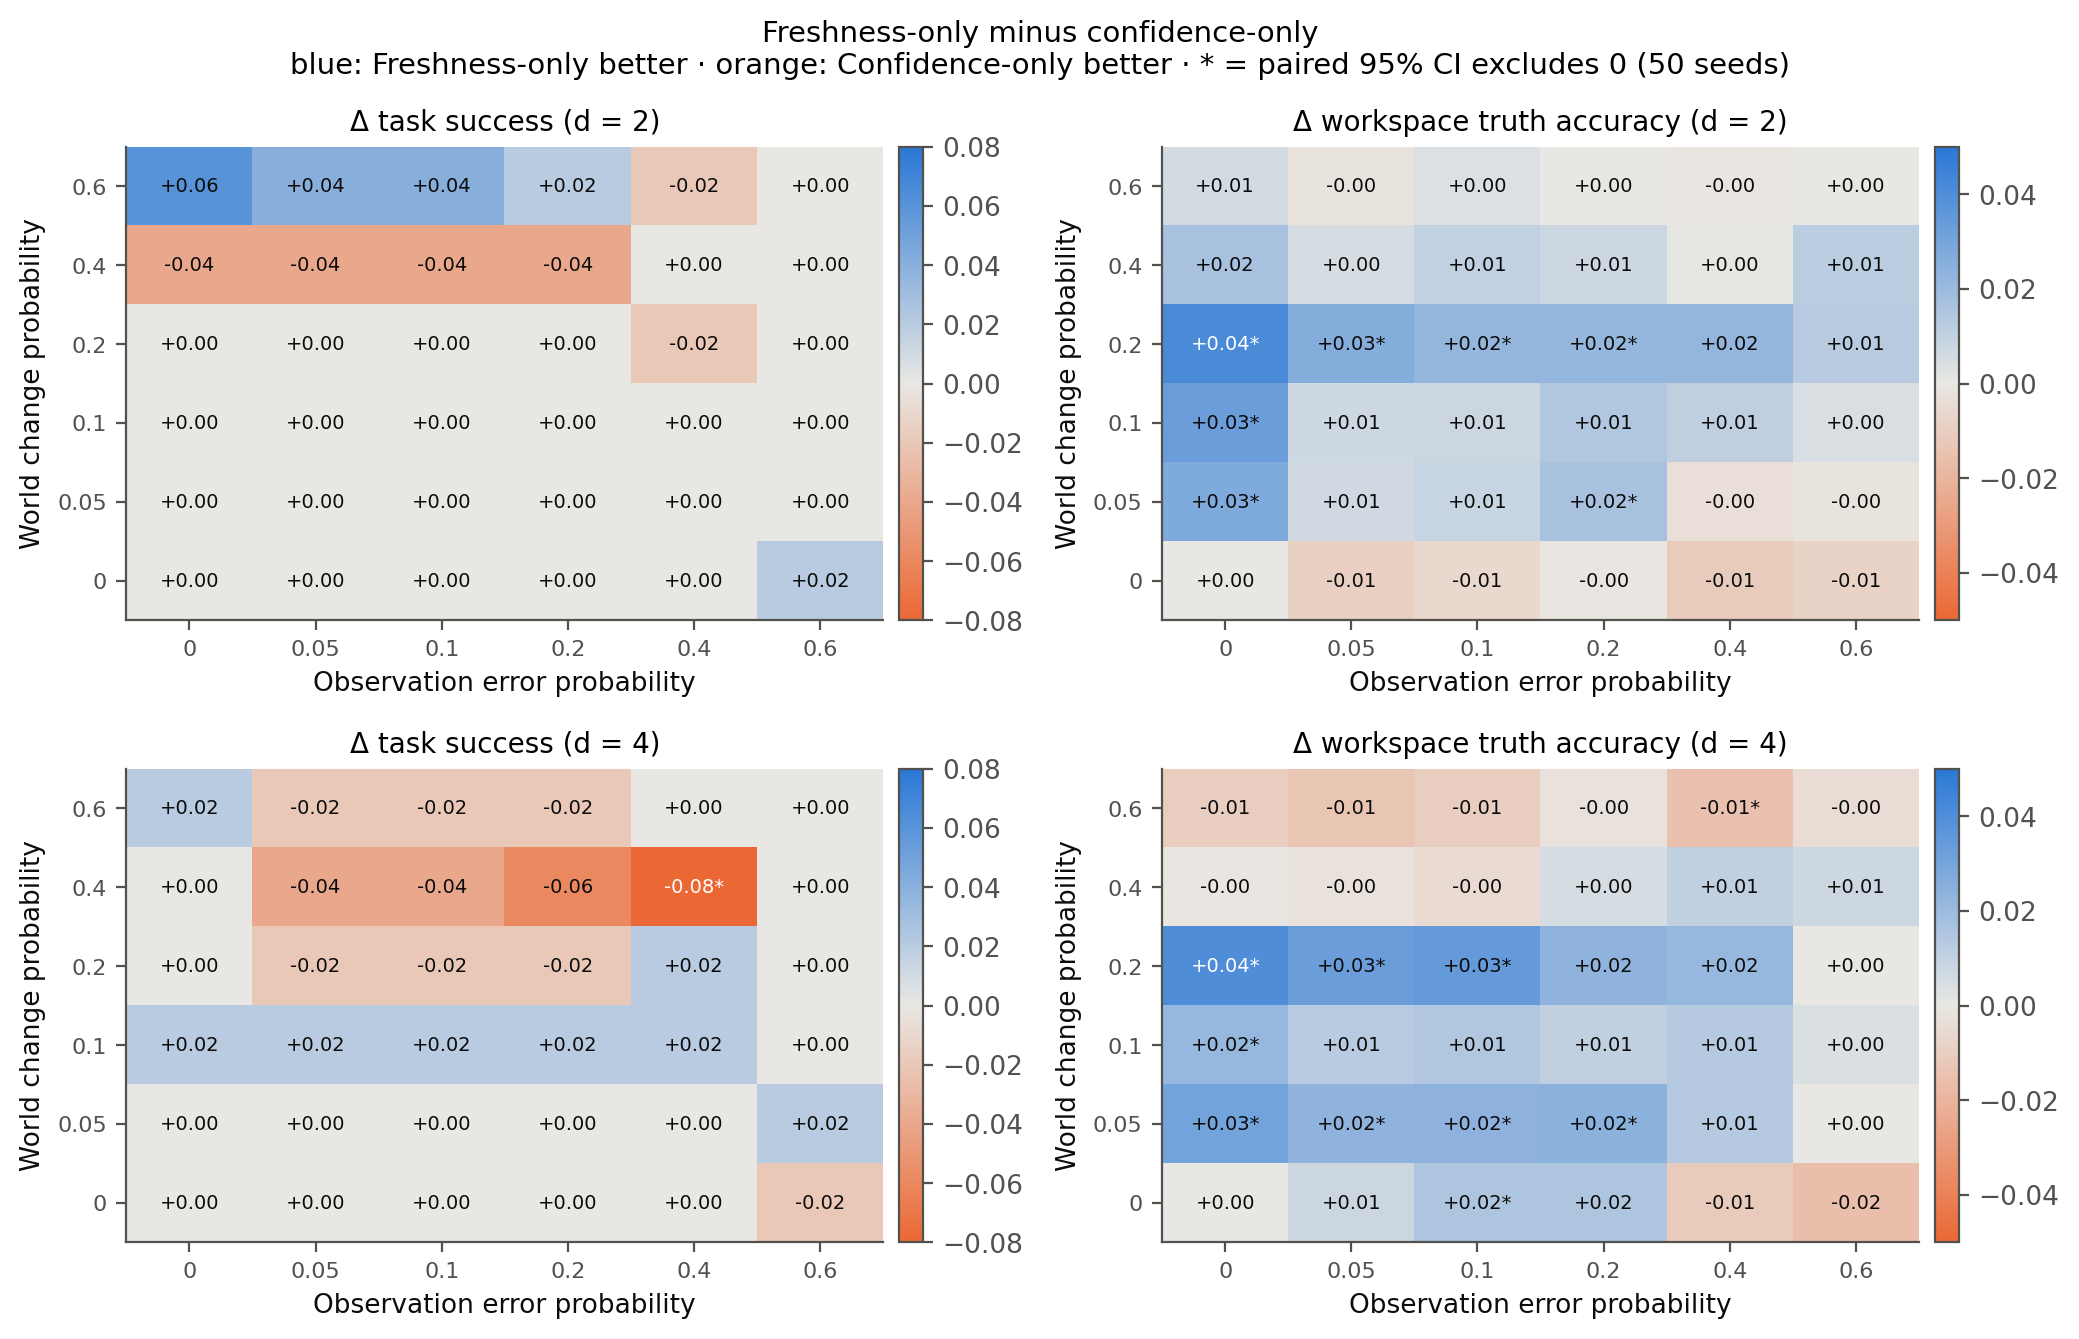 Freshness-only minus confidence-only
blue: Freshness-only better · orange: Confidence-only better · * = paired 95% CI excludes 0 (50 seeds)
Δ task success (d = 2)
World change probability
0.6 +0.06 +0.04 +0.04 +0.02 -0.02 +0.00
0.4 -0.04 -0.04 -0.04 -0.04 +0.00 +0.00
0.2 +0.00 +0.00 +0.00 +0.00 -0.02 +0.00
0.1 +0.00 +0.00 +0.00 +0.00 +0.00 +0.00
0.05 +0.00 +0.00 +0.00 +0.00 +0.00 +0.00
0 +0.00 +0.00 +0.00 +0.00 +0.00 +0.02
0 0.05 0.1 0.2 0.4 0.6
Observation error probability
0.08
0.06
0.04
0.02
0.00
−0.02
−0.04
−0.06
−0.08
Δ workspace truth accuracy (d = 2)
World change probability
0.6 +0.01 -0.00 +0.00 +0.00 -0.00 +0.00
0.4 +0.02 +0.00 +0.01 +0.01 +0.00 +0.01
0.2 +0.04* +0.03* +0.02* +0.02* +0.02 +0.01
0.1 +0.03* +0.01 +0.01 +0.01 +0.01 +0.00
0.05 +0.03* +0.01 +0.01 +0.02* -0.00 -0.00
0 +0.00 -0.01 -0.01 -0.00 -0.01 -0.01
0 0.05 0.1 0.2 0.4 0.6
Observation error probability
0.04
0.02
0.00
−0.02
−0.04
Δ task success (d = 4)
World change probability
0.6 +0.02 -0.02 -0.02 -0.02 +0.00 +0.00
0.4 +0.00 -0.04 -0.04 -0.06 -0.08* +0.00
0.2 +0.00 -0.02 -0.02 -0.02 +0.02 +0.00
0.1 +0.02 +0.02 +0.02 +0.02 +0.02 +0.00
0.05 +0.00 +0.00 +0.00 +0.00 +0.00 +0.02
0 +0.00 +0.00 +0.00 +0.00 +0.00 -0.02
0 0.05 0.1 0.2 0.4 0.6
Observation error probability
0.08
0.06
0.04
0.02
0.00
−0.02
−0.04
−0.06
−0.08
Δ workspace truth accuracy (d = 4)
World change probability
0.6 -0.01 -0.01 -0.01 -0.00 -0.01* -0.00
0.4 -0.00 -0.00 -0.00 +0.00 +0.01 +0.01
0.2 +0.04* +0.03* +0.03* +0.02 +0.02 +0.00
0.1 +0.02* +0.01 +0.01 +0.01 +0.01 +0.00
0.05 +0.03* +0.02* +0.02* +0.02* +0.01 +0.00
0 +0.00 +0.01 +0.02* +0.02 -0.01 -0.02
0 0.05 0.1 0.2 0.4 0.6
Observation error probability
0.04
0.02
0.00
−0.02
−0.04